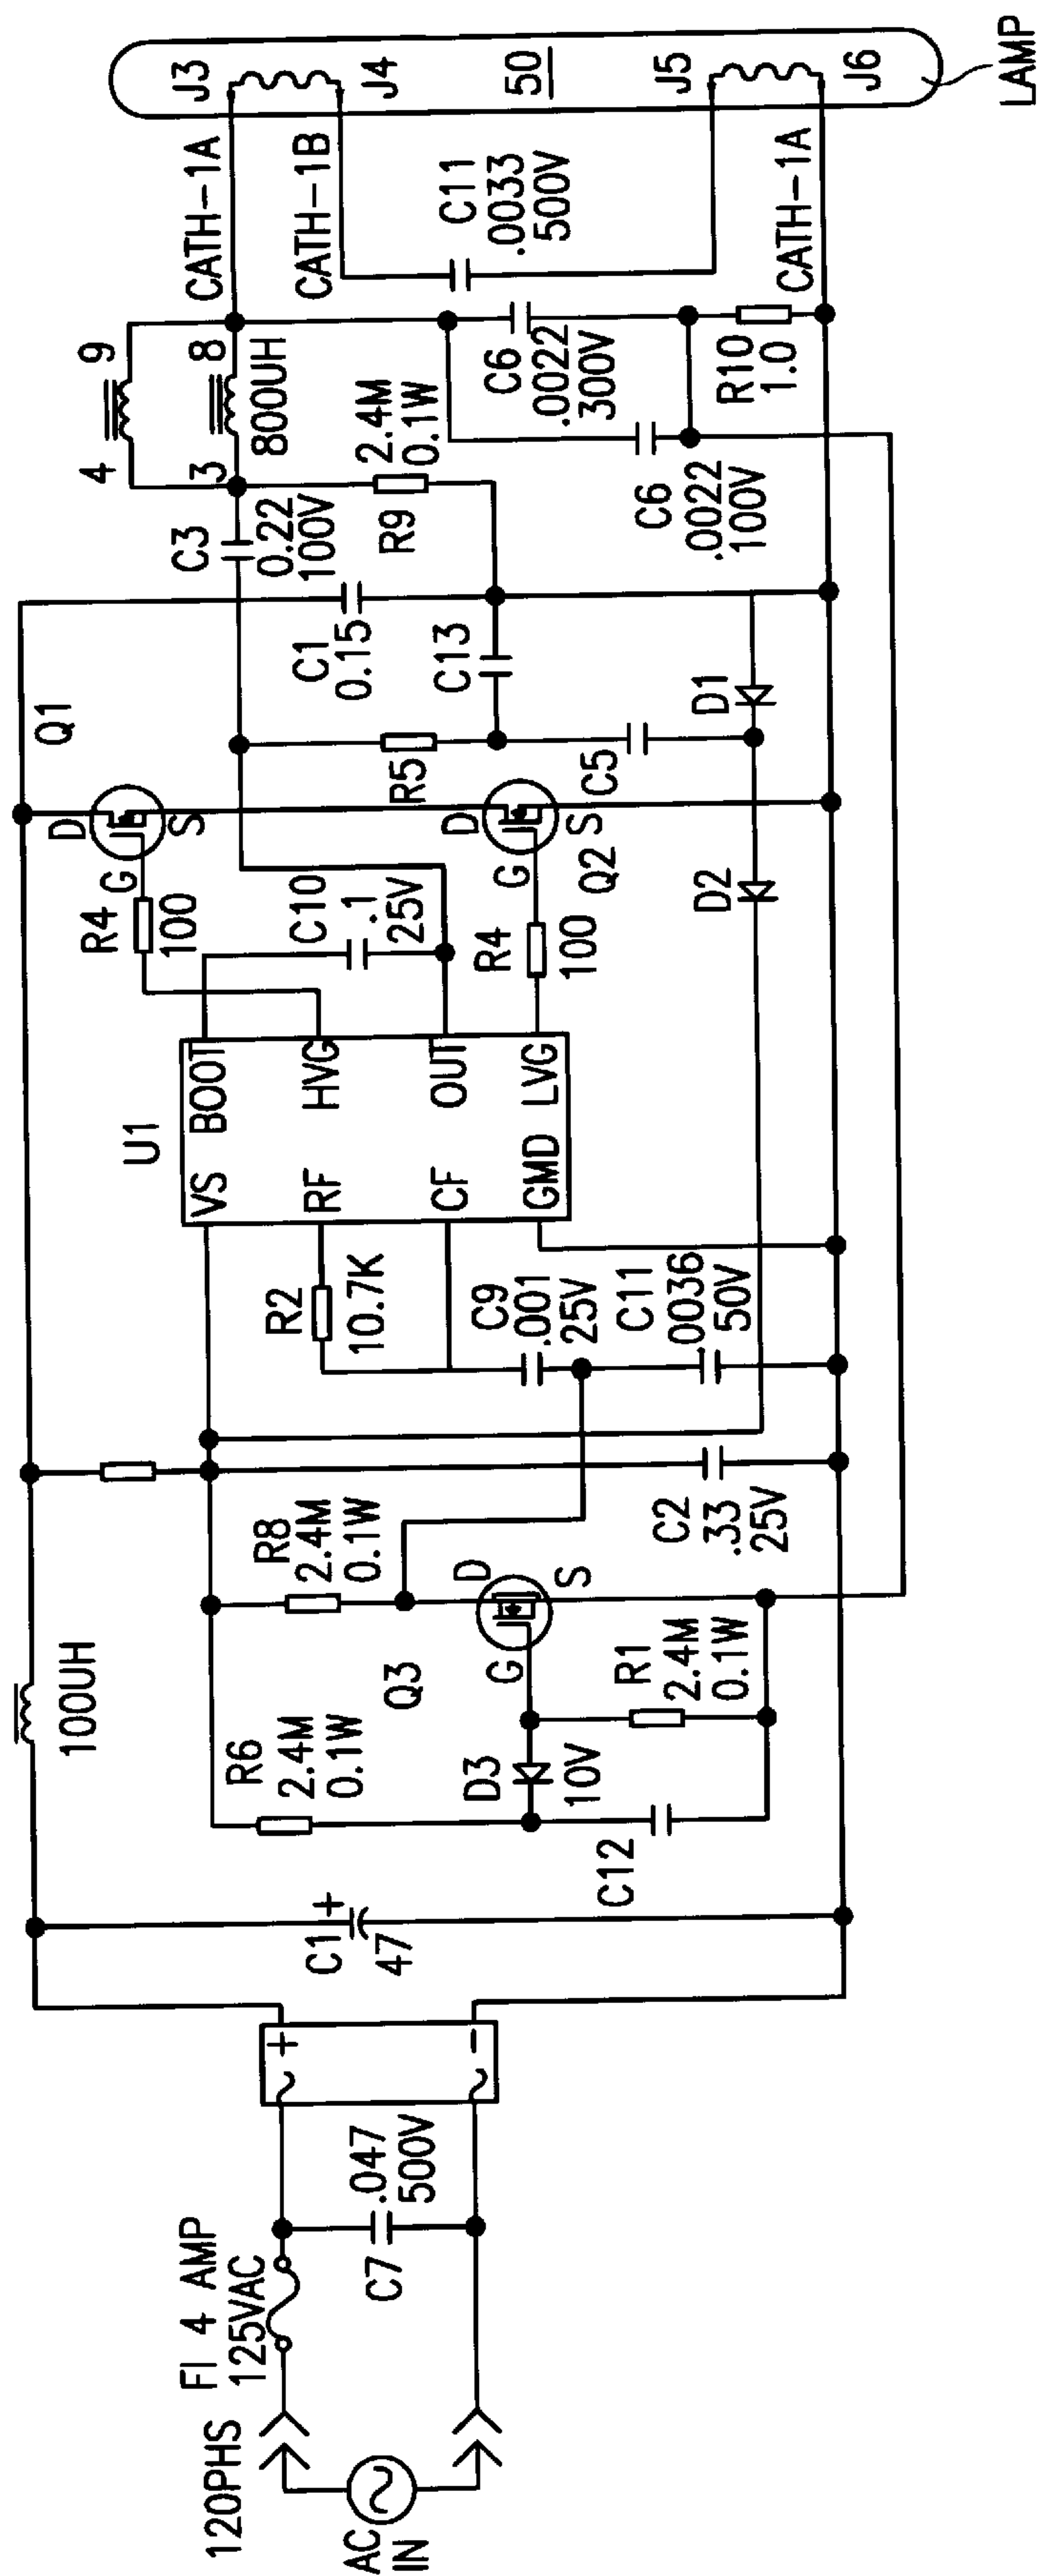 AC
IN
120PHS
FI 4 AMP
125VAC
C7
.047
500V
~
+
~
−
C1
+
47
100UH
R6
2.4M
0.1W
D3
10V
C12
Q3
G
D
S
R1
2.4M
0.1W
R8
2.4M
0.1W
C2
.33
25V
R2
10.7K
C9
.001
25V
C11
.0036
50V
U1
VS
BOOT
RF
HVG
CF
OUT
GMD
LVG
R4
100
C10
.1
25V
R4
100
G
D
S
Q1
G
D
S
Q2
D2
D1
R5
C5
C13
C1
0.15
C3
0.22
100V
R9
2.4M
0.1W
4
9
3
8
800UH
C6
.0022
300V
C6
.0022
100V
R10
1.0
CATH-1A
CATH-1B
C11
.0033
500V
CATH-1A
J3
J4
50
J5
J6
LAMP